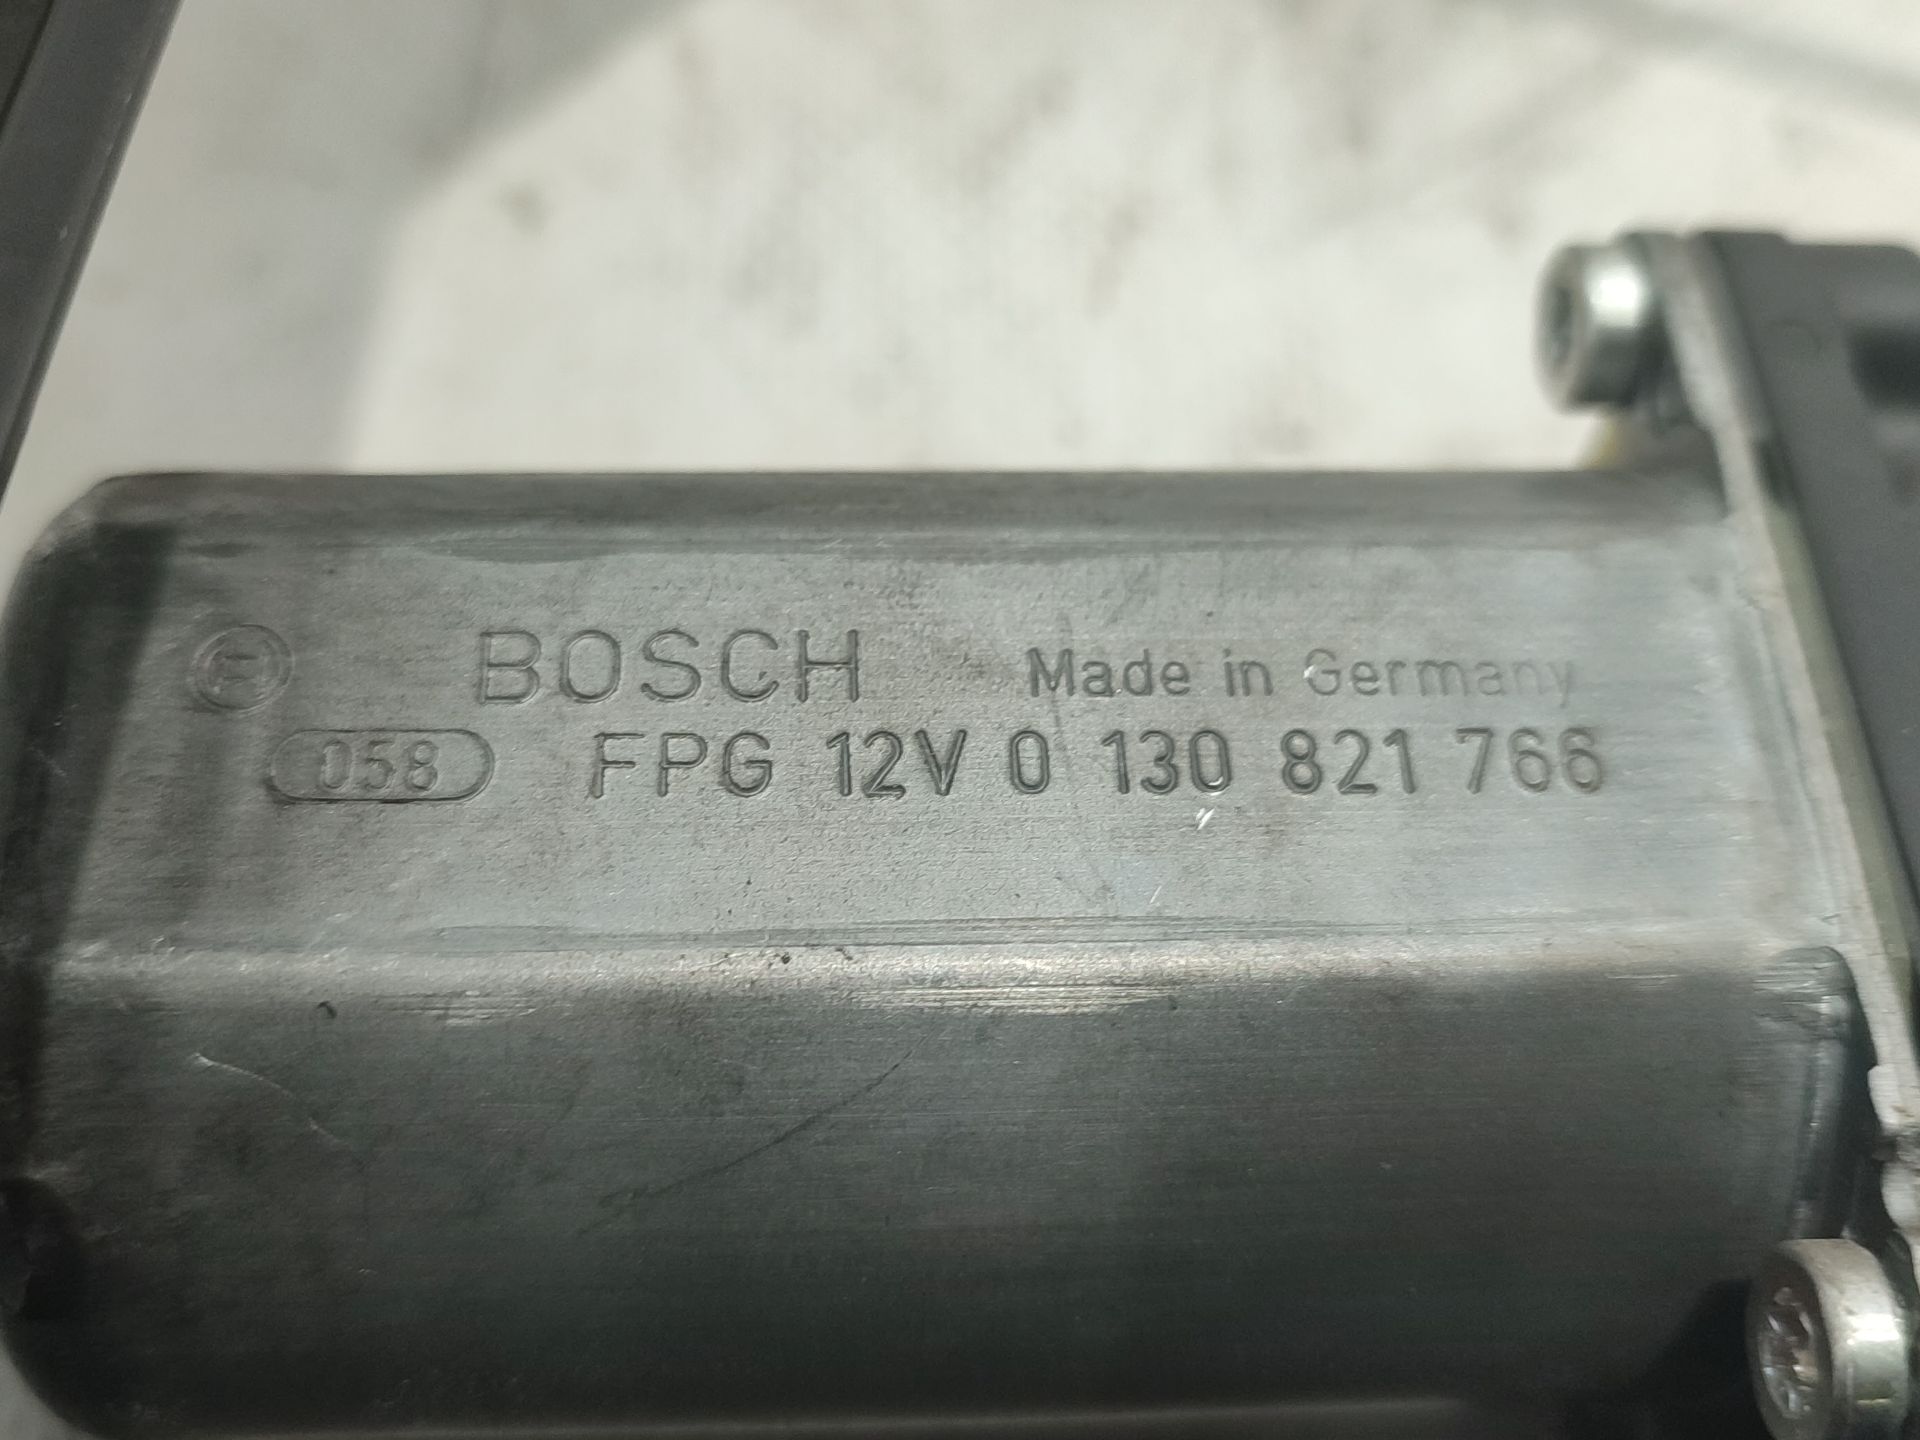 BOSCH Made in Germany
058 FPG 12V 0 130 821 766